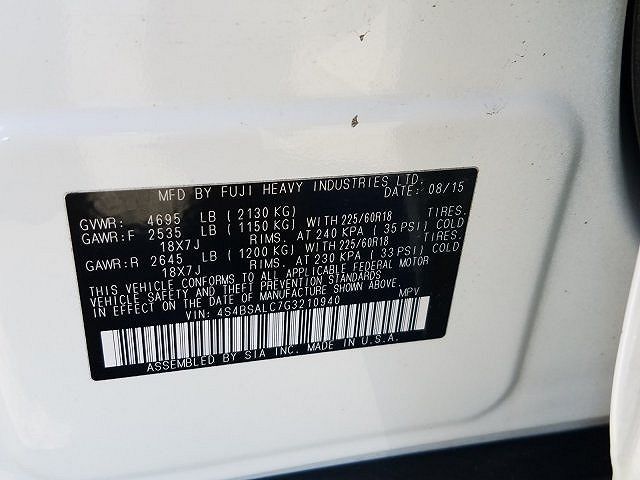 MFD BY FUJI HEAVY INDUSTRIES LTD.
DATE: 08/15
GVWR: 4695 LB (2130 KG)
GAWR:F 2535 LB (1150 KG) WITH 225/60R18 TIRES.
18X7J RIMS. AT 240 KPA (35 PSI) COLD
GAWR:R 2645 LB (1200 KG) WITH 225/60R18 TIRES.
18X7J RIMS. AT 230 KPA (33 PSI) COLD
THIS VEHICLE CONFORMS TO ALL APPLICABLE FEDERAL MOTOR
VEHICLE SAFETY AND THEFT PREVENTION STANDARDS
IN EFFECT ON THE DATE OF MANUFACTURE SHOWN ABOVE.
VIN: 4S4BSALC7G3210940 MPV
ASSEMBLED BY SIA INC. MADE IN U.S.A.